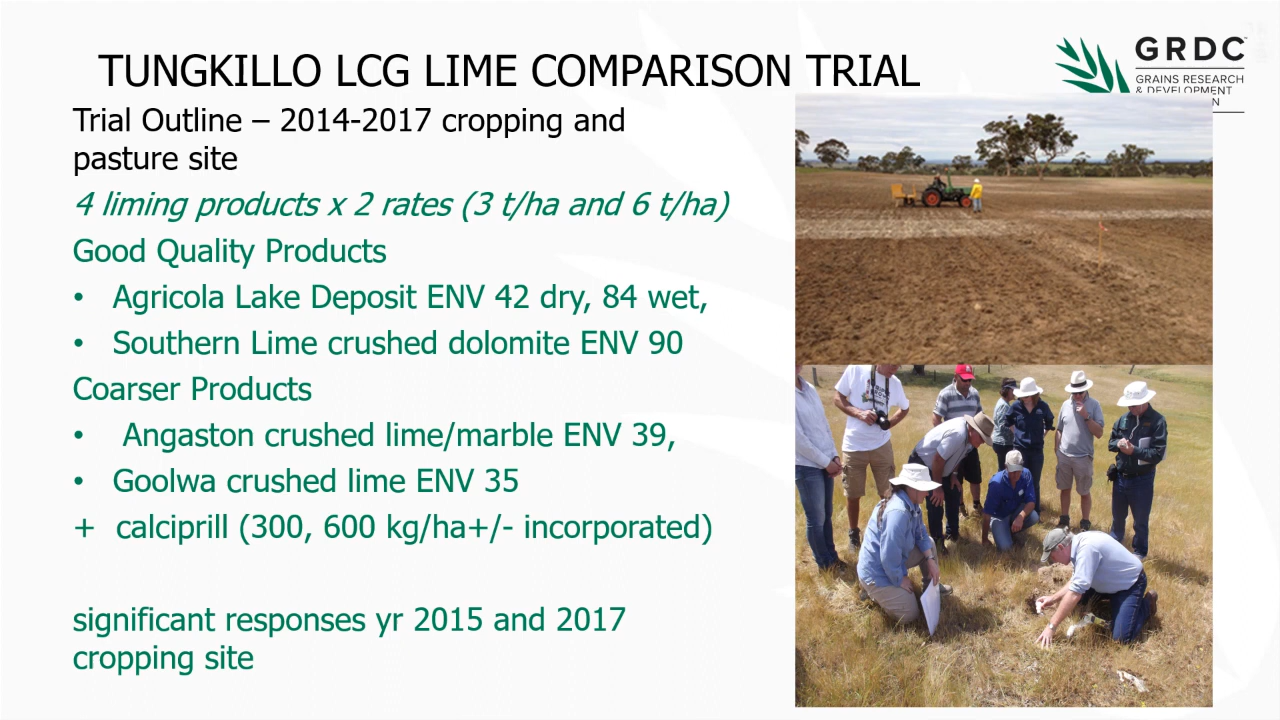 TUNGKILLO LCG LIME COMPARISON TRIAL
GRDC™
GRAINS RESEARCH
& DEVELOPMENT
N
Trial Outline – 2014-2017 cropping and
pasture site
4 liming products x 2 rates (3 t/ha and 6 t/ha)
Good Quality Products
• Agricola Lake Deposit ENV 42 dry, 84 wet,
• Southern Lime crushed dolomite ENV 90
Coarser Products
• Angaston crushed lime/marble ENV 39,
• Goolwa crushed lime ENV 35
+ calciprill (300, 600 kg/ha+/- incorporated)
significant responses yr 2015 and 2017
cropping site